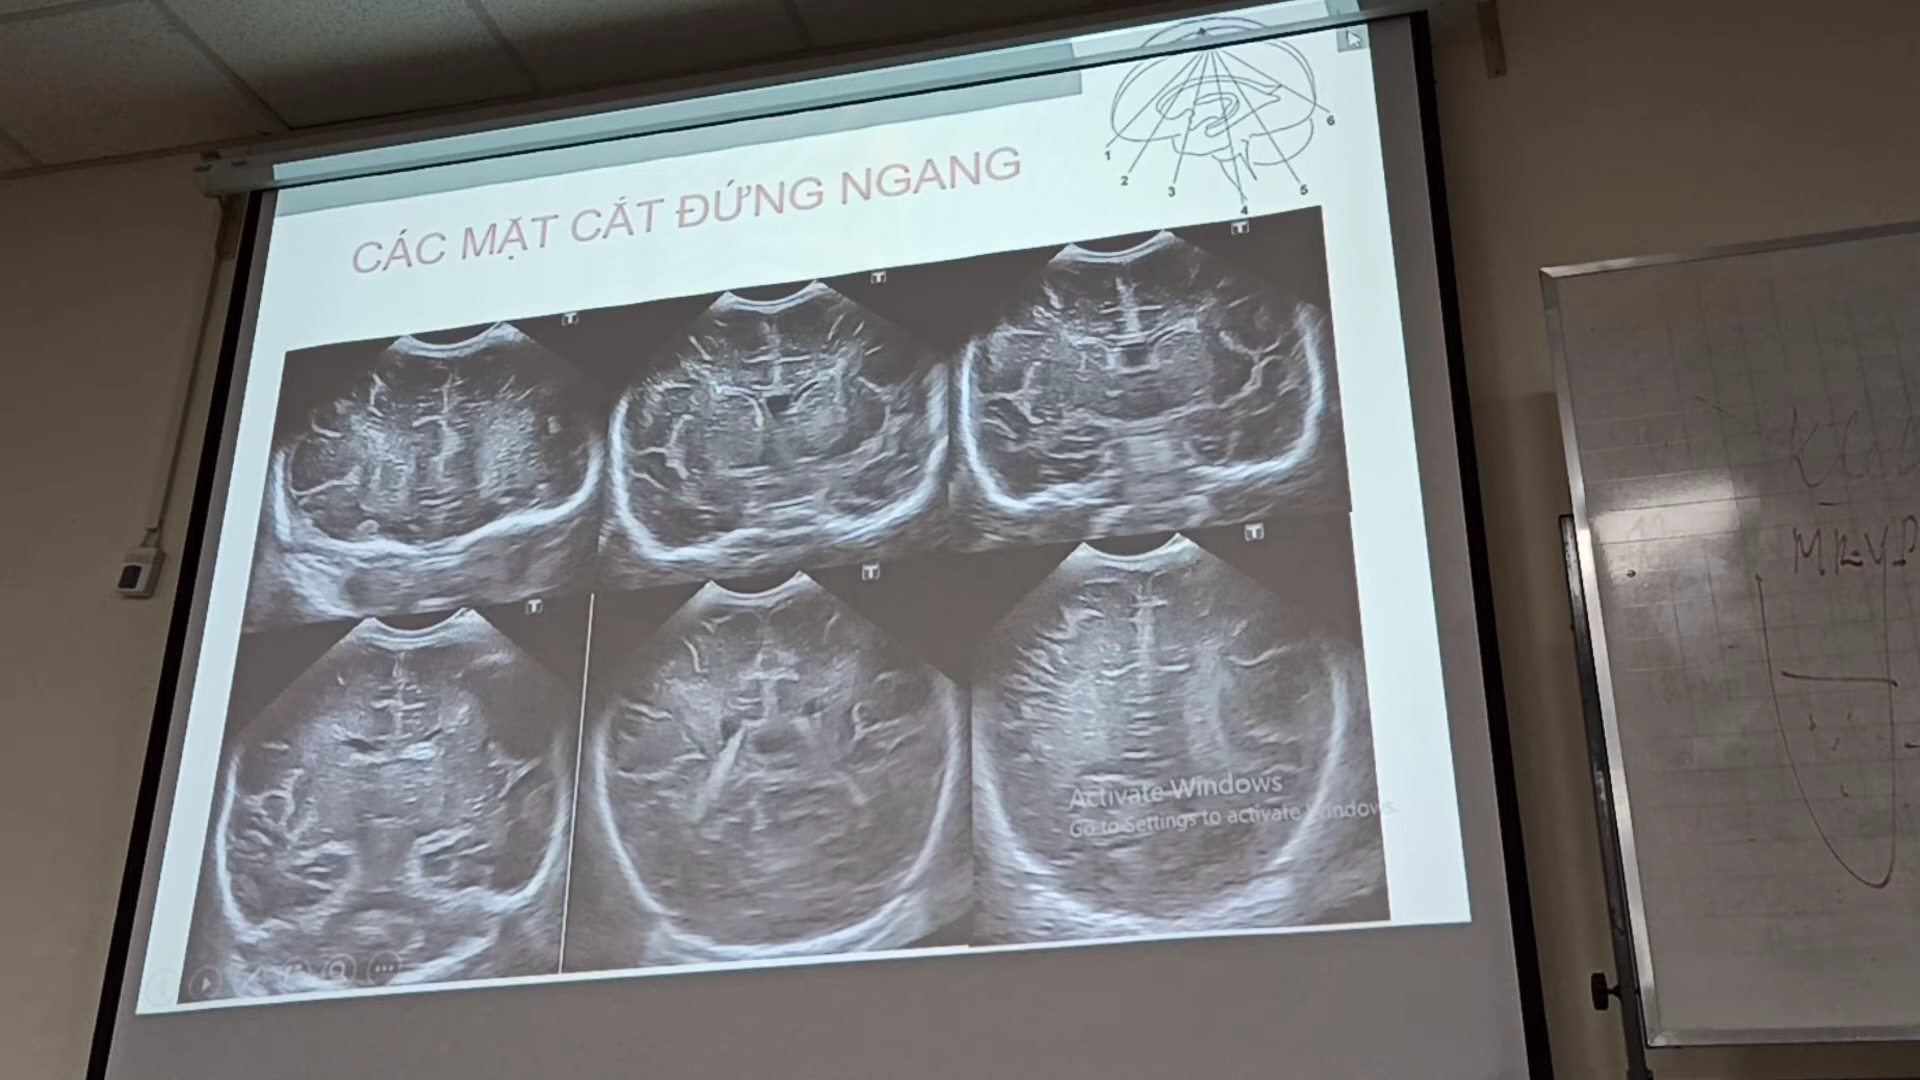 1
2
3
4
5
6
CÁC MẶT CẮT ĐỨNG NGANG
T
T
T
T
T
T
Activate Windows
Go to Settings to activate Windows.